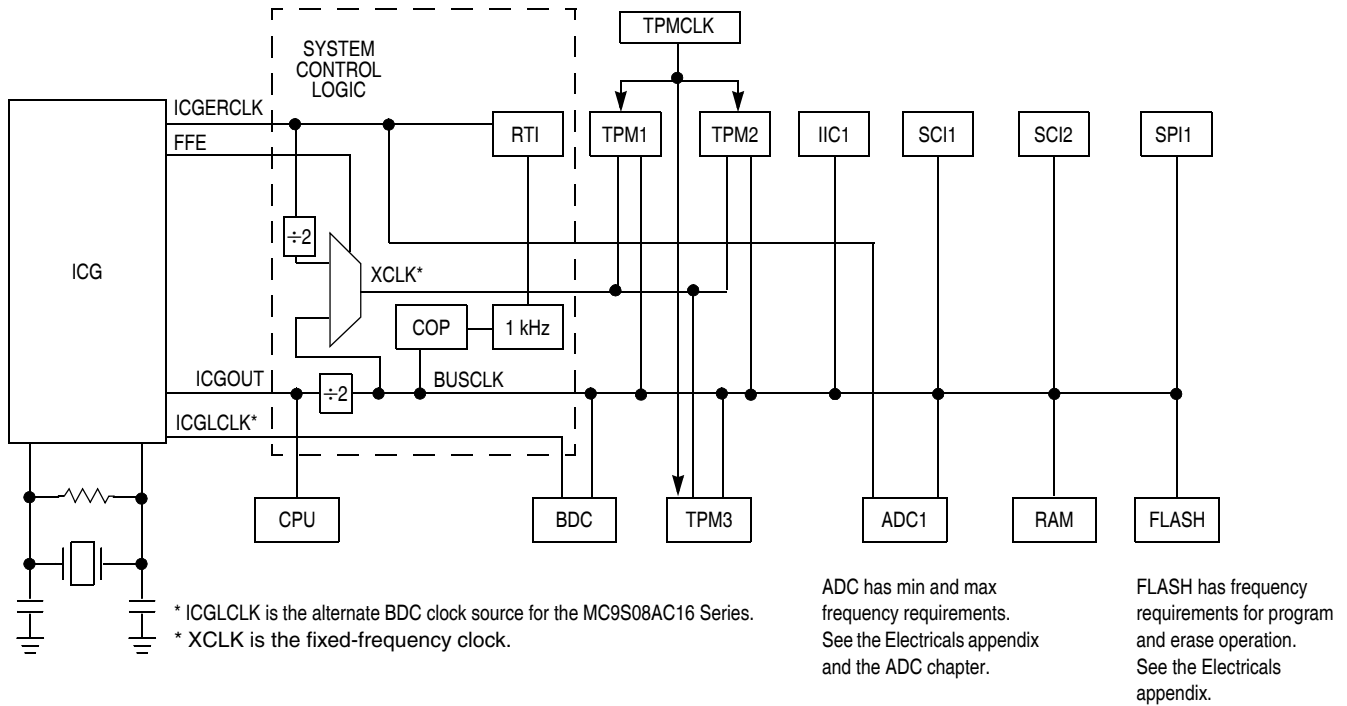 TPMCLK
SYSTEM
CONTROL
LOGIC
ICGERCLK
FFE
RTI
TPM1
TPM2
IIC1
SCI1
SCI2
SPI1
÷2
ICG
XCLK*
COP
1 kHz
ICGOUT
÷2
BUSCLK
ICGLCLK*
CPU
BDC
TPM3
ADC1
RAM
FLASH
* ICGLCLK is the alternate BDC clock source for the MC9S08AC16 Series.
* XCLK is the fixed-frequency clock.
ADC has min and max
frequency requirements.
See the Electricals appendix
and the ADC chapter.
FLASH has frequency
requirements for program
and erase operation.
See the Electricals
appendix.